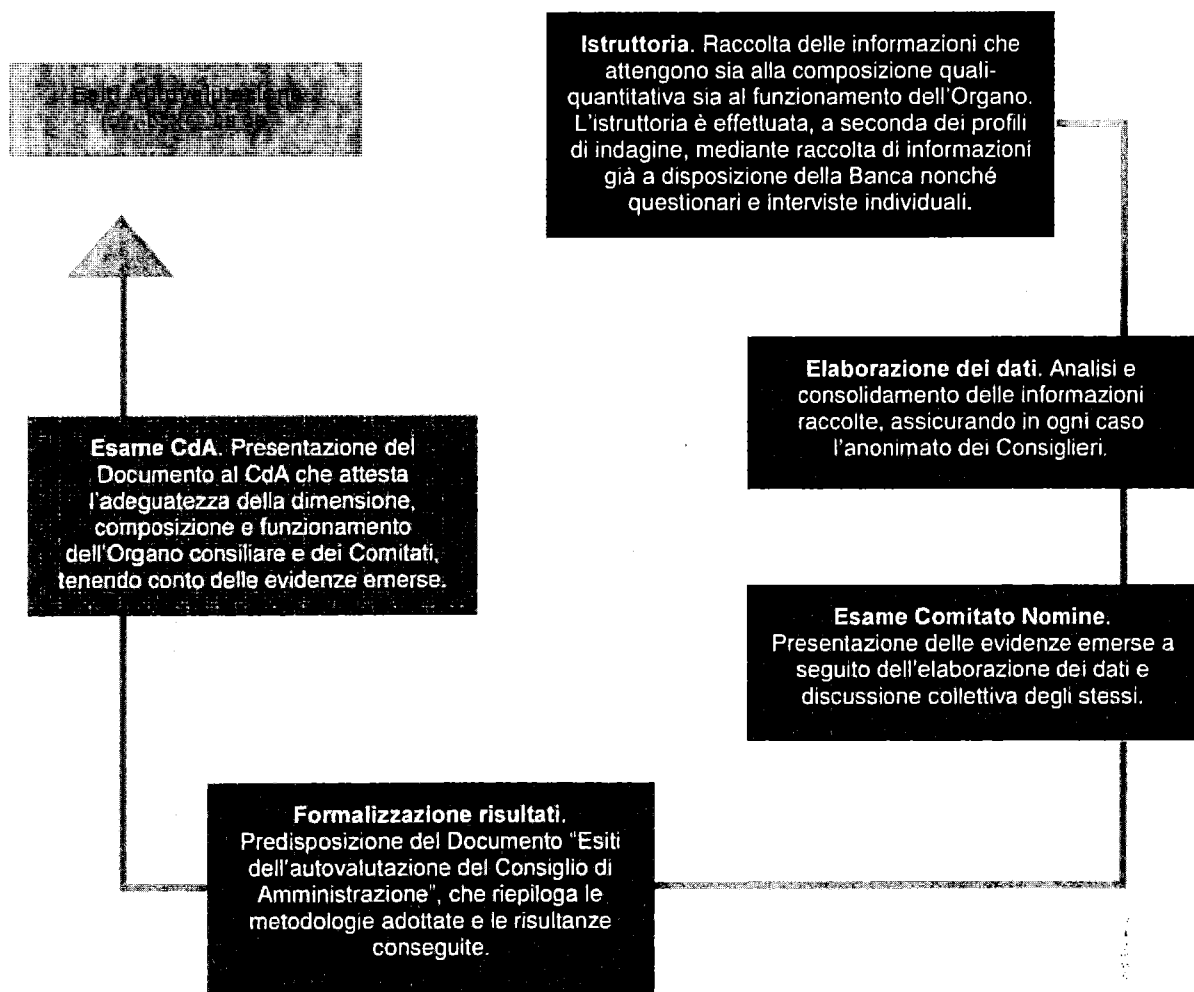 Istruttoria. Raccolta delle informazioni che
attengono sia alla composizione quali-
quantitativa sia al funzionamento dell'Organo.
L'istruttoria è effettuata, a seconda dei profili
di indagine, mediante raccolta di informazioni
già a disposizione della Banca nonché
questionari e interviste individuali.
Elaborazione dei dati. Analisi e
consolidamento delle informazioni
raccolte, assicurando in ogni caso
l'anonimato dei Consiglieri.
Esame Comitato Nomine.
Presentazione delle evidenze emerse a
seguito dell'elaborazione dei dati e
discussione collettiva degli stessi.
Formalizzazione risultati.
Predisposizione del Documento "Esiti
dell'autovalutazione del Consiglio di
Amministrazione", che riepiloga le
metodologie adottate e le risultanze
conseguite.
Esame CdA. Presentazione del
Documento al CdA che attesta
l'adeguatezza della dimensione,
composizione e funzionamento
dell'Organo consiliare e dei Comitati,
tenendo conto delle evidenze emerse.